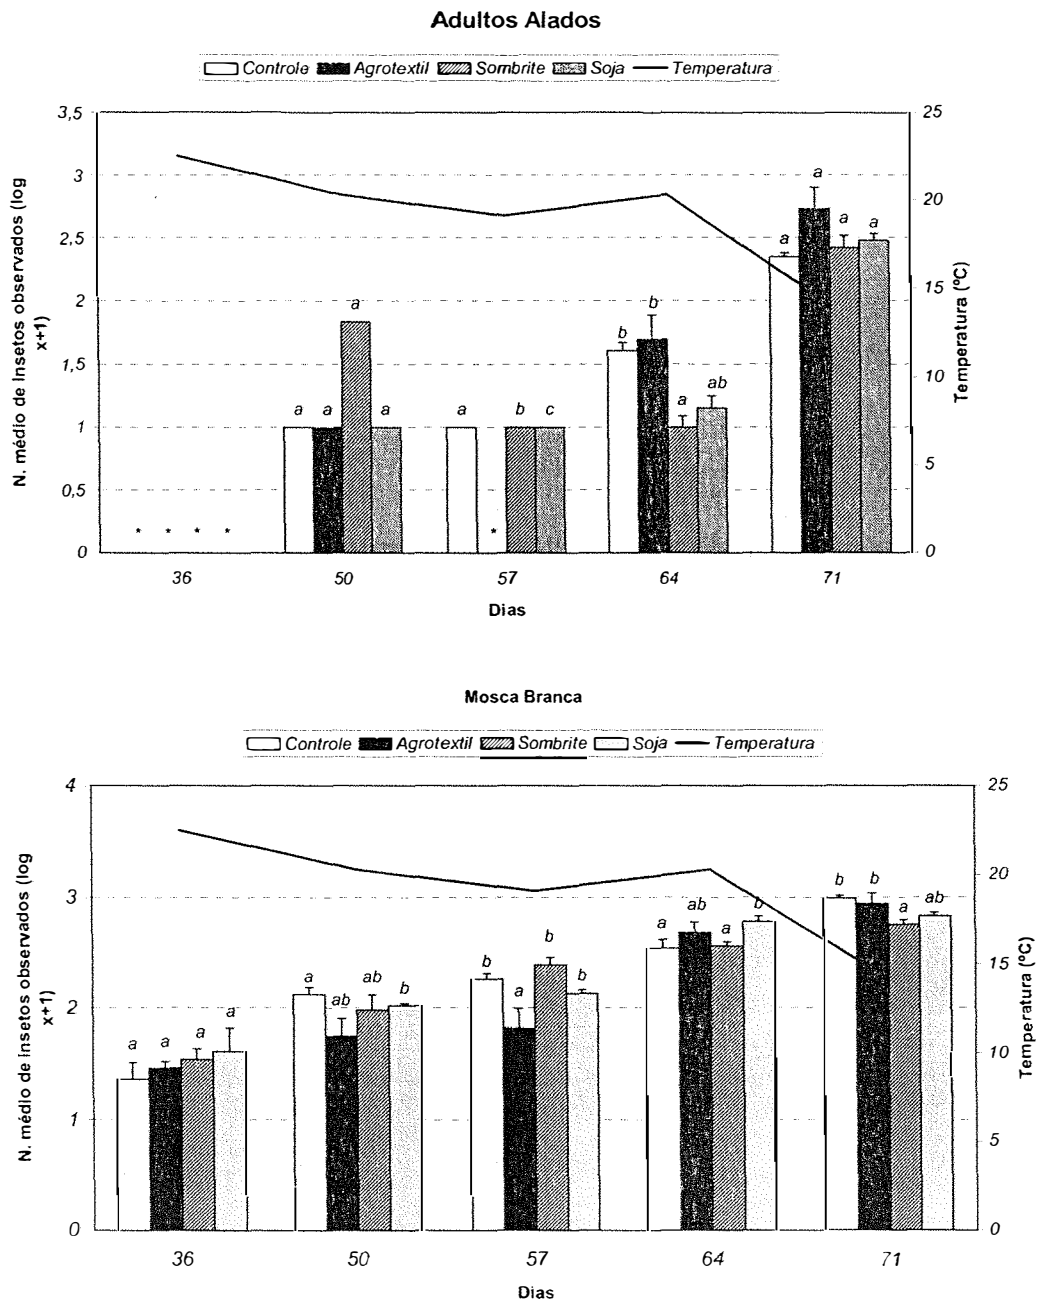 Adultos Alados
Controle Agrotextil Sombrite Soja Temperatura
3,5
3
2,5
2
1,5
1
0,5
0
N. médio de Insetos observados (log
x+1)
25
20
15
10
5
0
Temperatura (ºC)
* * * *
a a a a
a * b c
b b a ab
a a a a
36 50 57 64 71
Dias
Mosca Branca
Controle Agrotextil Sombrite Soja Temperatura
4
3
2
1
0
N. médio de Insetos observados (log
x+1)
25
20
15
10
5
0
Temperatura (ºC)
a a a a
a ab ab b
b a b b
a ab a b
b b a ab
36 50 57 64 71
Dias